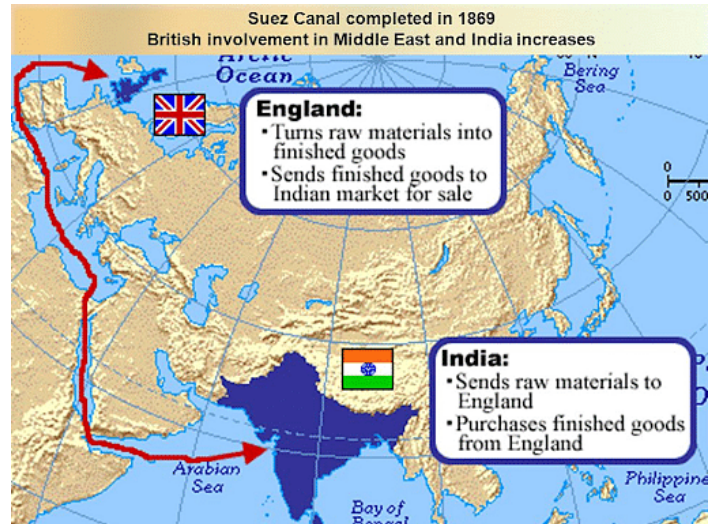 Suez Canal completed in 1869
British involvement in Middle East and India increases
Arctic
Ocean
Bering
Sea
England:
•Turns raw materials into
finished goods
•Sends finished goods to
Indian market for sale
0
500
India:
•Sends raw materials to
England
•Purchases finished goods
from England
Arabian
Sea
Bay of
Bengal
Philippine
Sea